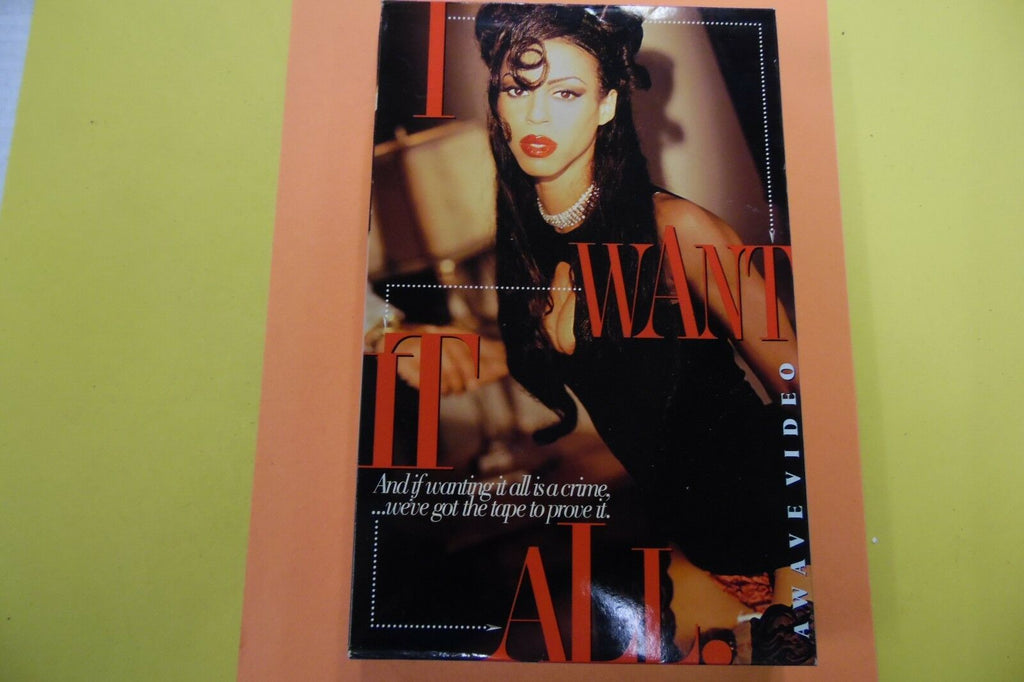 I
WANT
IT
And if wanting it all is a crime,
...we've got the tape to prove it.
ALL.
AWAVE VIDEO